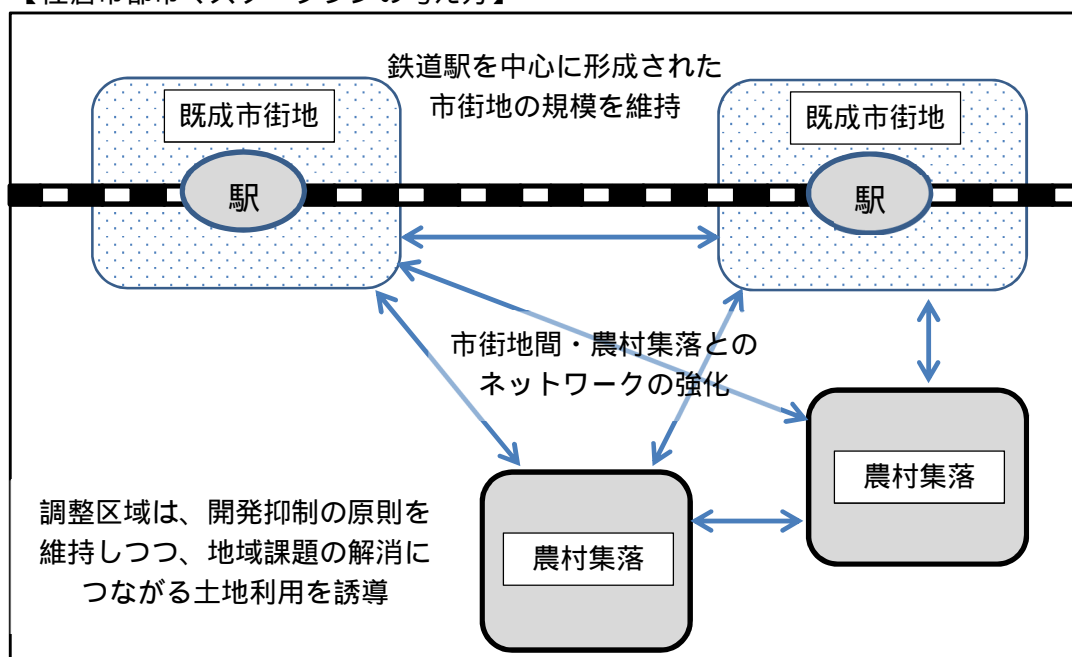 鉄道駅を中心に形成された
市街地の規模を維持
既成市街地
既成市街地
駅
駅
市街地間・農村集落との
ネットワークの強化
農村集落
農村集落
調整区域は、開発抑制の原則を
維持しつつ、地域課題の解消に
つながる土地利用を誘導